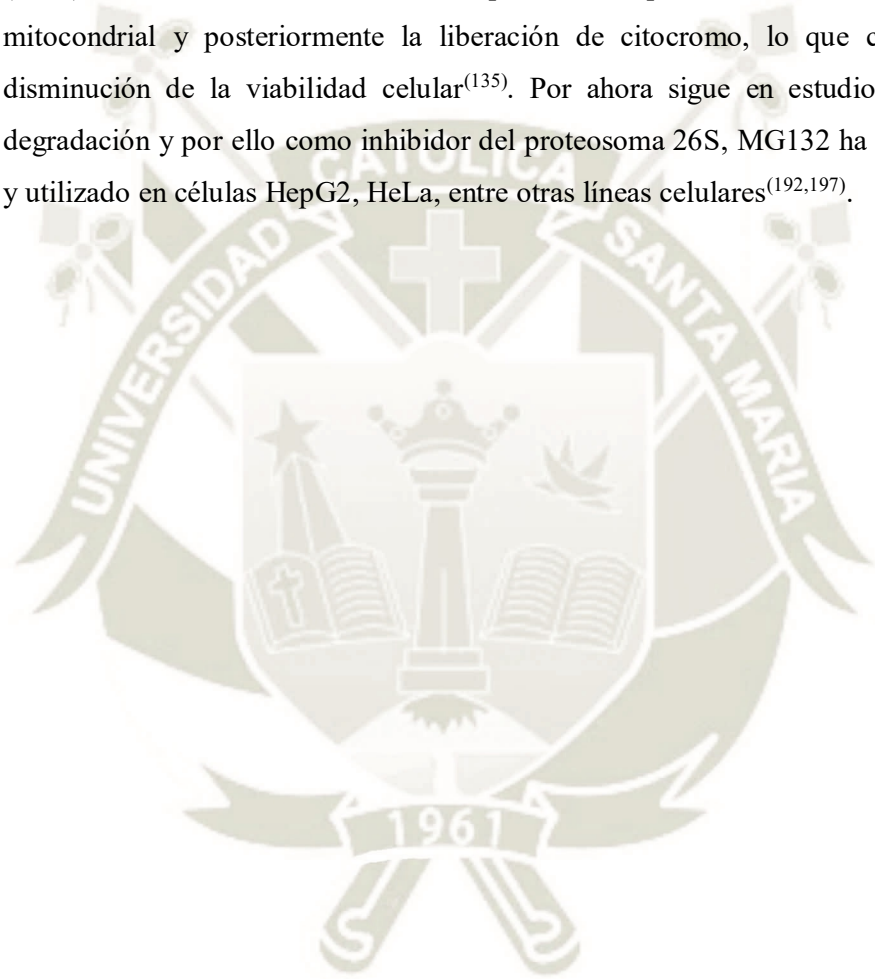 mitocondrial y posteriormente la liberación de citocromo, lo que
disminución de la viabilidad celular(135). Por ahora sigue en estudio
degradación y por ello como inhibidor del proteosoma 26S, MG132 ha
y utilizado en células HepG2, HeLa, entre otras líneas celulares(192,197).
UNIVERSIDAD CATOLICA SANTA MARIA
1961